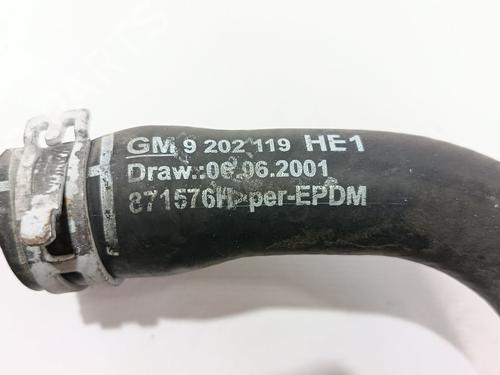 GM 9 202 119 HE1
Draw.:06.06.2001
871576H-per-EPDM